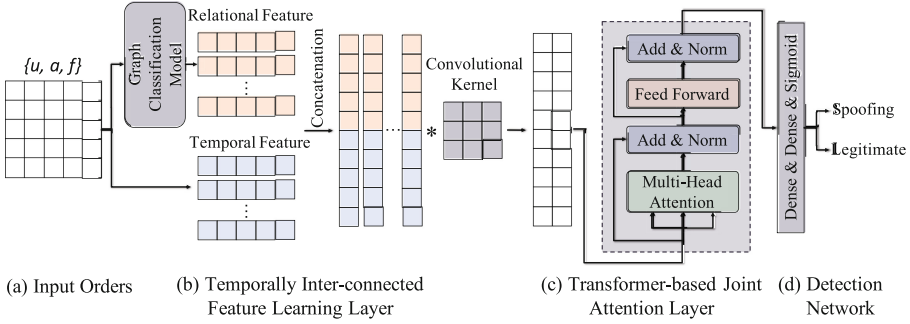 {u, a, f}
Graph
Classification
Model
Relational Feature
Temporal Feature
Concatenation
Convolutional
Kernel
*
Add & Norm
Feed Forward
Add & Norm
Multi-Head
Attention
Dense & Dense & Sigmoid
Spoofing
Legitimate
(a) Input Orders
(b) Temporally Inter-connected
Feature Learning Layer
(c) Transformer-based Joint
Attention Layer
(d) Detection
Network